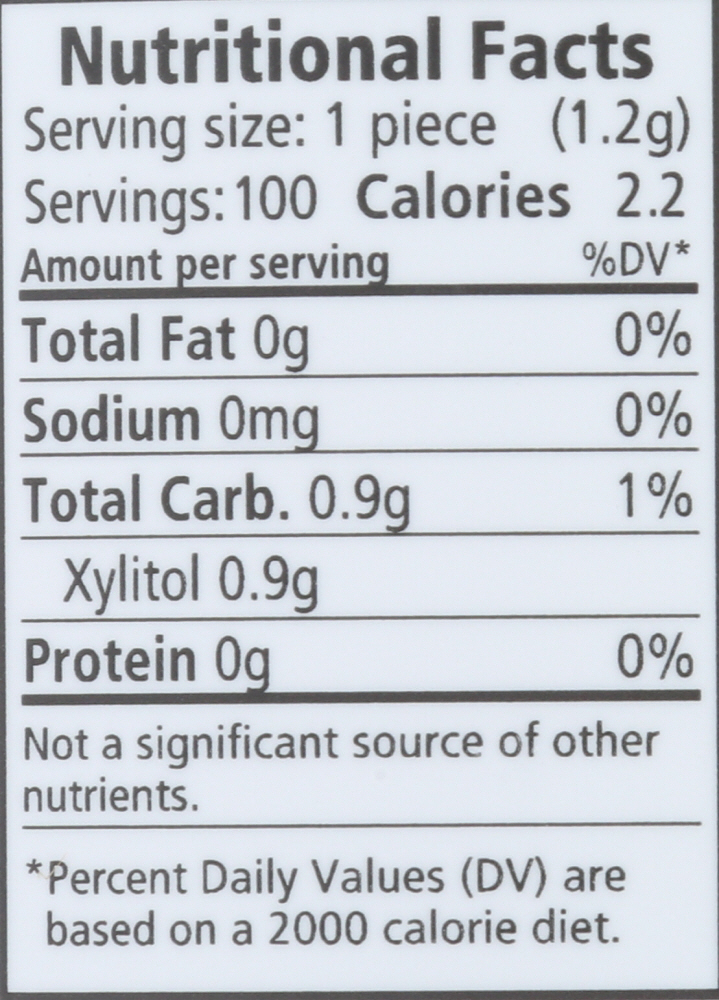 Nutritional Facts
Serving size: 1 piece (1.2g)
Servings: 100 Calories 2.2
Amount per serving %DV*
Total Fat 0g 0%
Sodium 0mg 0%
Total Carb. 0.9g 1%
Xylitol 0.9g
Protein 0g 0%
Not a significant source of other
nutrients.
*Percent Daily Values (DV) are
based on a 2000 calorie diet.